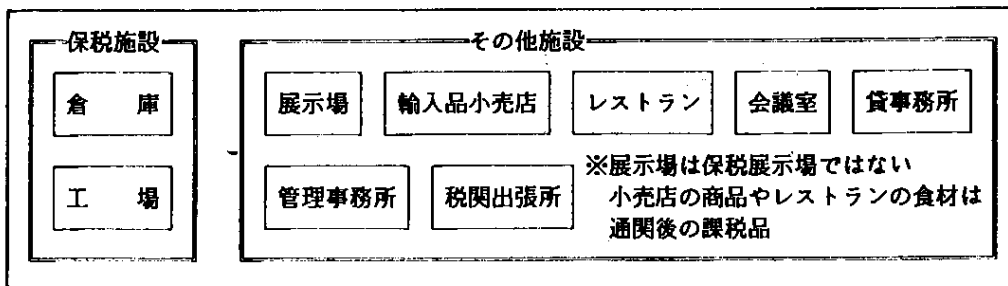 保税施設
その他施設
倉庫
展示場
輸入品小売店
レストラン
会議室
貸事務所
工場
管理事務所
税関出張所
※展示場は保税展示場ではない
小売店の商品やレストランの食材は
通関後の課税品